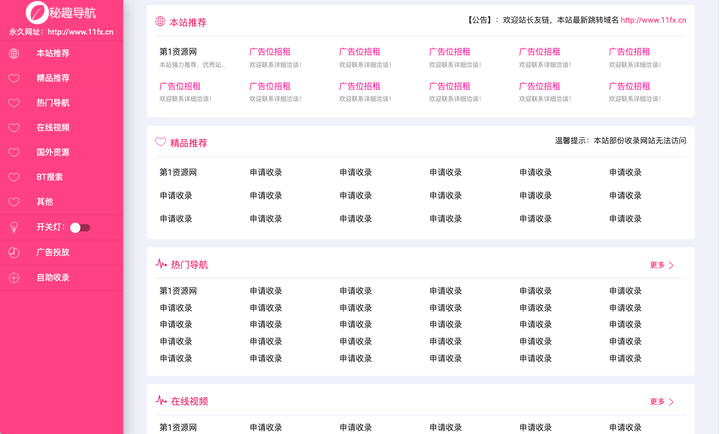 秘趣导航
永久网址：http://www.11fx.cn
本站推荐
精品推荐
热门导航
在线视频
国外资源
BT搜索
其他
开关灯：
广告投放
自助收录
本站推荐
【公告】：欢迎站长友链，本站最新跳转域名 http://www.11fx.cn
第1资源网 广告位招租 广告位招租 广告位招租 广告位招租 广告位招租
本站强力推荐，优秀站... 欢迎联系详细洽谈！ 欢迎联系详细洽谈！ 欢迎联系详细洽谈！ 欢迎联系详细洽谈！ 欢迎联系详细洽谈！
广告位招租 广告位招租 广告位招租 广告位招租 广告位招租 广告位招租
欢迎联系详细洽谈！ 欢迎联系详细洽谈！ 欢迎联系详细洽谈！ 欢迎联系详细洽谈！ 欢迎联系详细洽谈！ 欢迎联系详细洽谈！
精品推荐
温馨提示：本站部份收录网站无法访问
第1资源网 申请收录 申请收录 申请收录 申请收录 申请收录
申请收录 申请收录 申请收录 申请收录 申请收录 申请收录
申请收录 申请收录 申请收录 申请收录 申请收录 申请收录
热门导航
更多
第1资源网 申请收录 申请收录 申请收录 申请收录 申请收录
申请收录 申请收录 申请收录 申请收录 申请收录 申请收录
申请收录 申请收录 申请收录 申请收录 申请收录 申请收录
申请收录 申请收录 申请收录 申请收录 申请收录 申请收录
申请收录 申请收录 申请收录 申请收录 申请收录 申请收录
在线视频
更多
第1资源网 申请收录 申请收录 申请收录 申请收录 申请收录